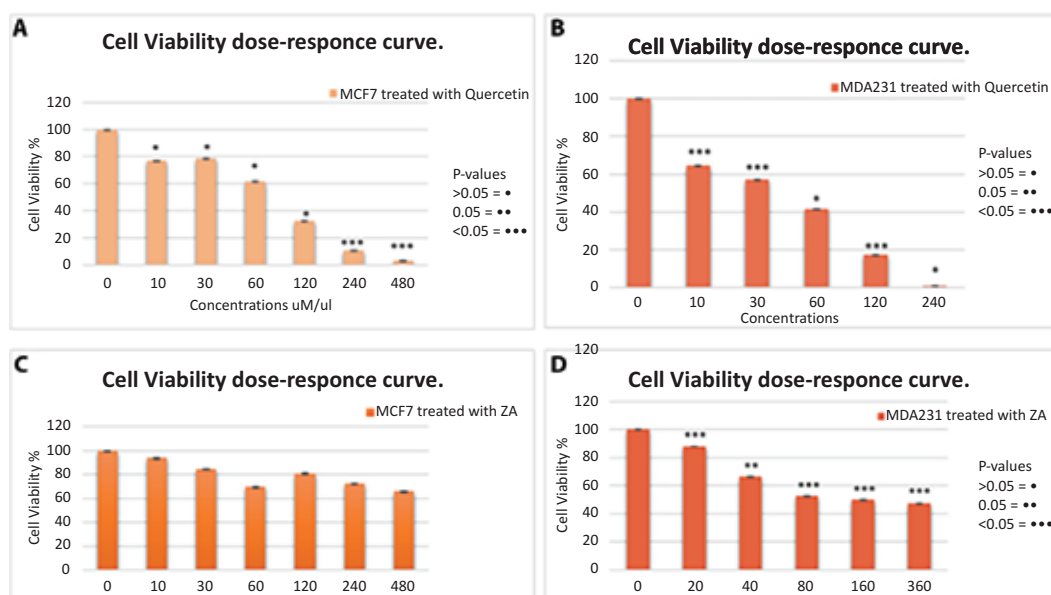 A
Cell Viability dose-responce curve.
MCF7 treated with Quercetin
Cell Viability %
120
100
80
60
40
20
0
0 10 30 60 120 240 480
Concentrations uM/ul
• • • • ••• •••
P-values
>0.05 = •
0.05 = ••
<0.05 = •••
B
Cell Viability dose-responce curve.
MDA231 treated with Quercetin
Cell Viability %
120
100
80
60
40
20
0
0 10 30 60 120 240
Concentrations
••• ••• • ••• •
P-values
>0.05 = •
0.05 = ••
<0.05 = •••
C
Cell Viability dose-responce curve.
MCF7 treated with ZA
Cell Viability %
120
100
80
60
40
20
0
0 10 30 60 120 240 480
D
120
Cell Viability dose-responce curve.
MDA231 treated with ZA
Cell Viability %
120
100
80
60
40
20
0
0 20 40 80 160 360
••• •• ••• ••• •••
P-values
>0.05 = •
0.05 = ••
<0.05 = •••